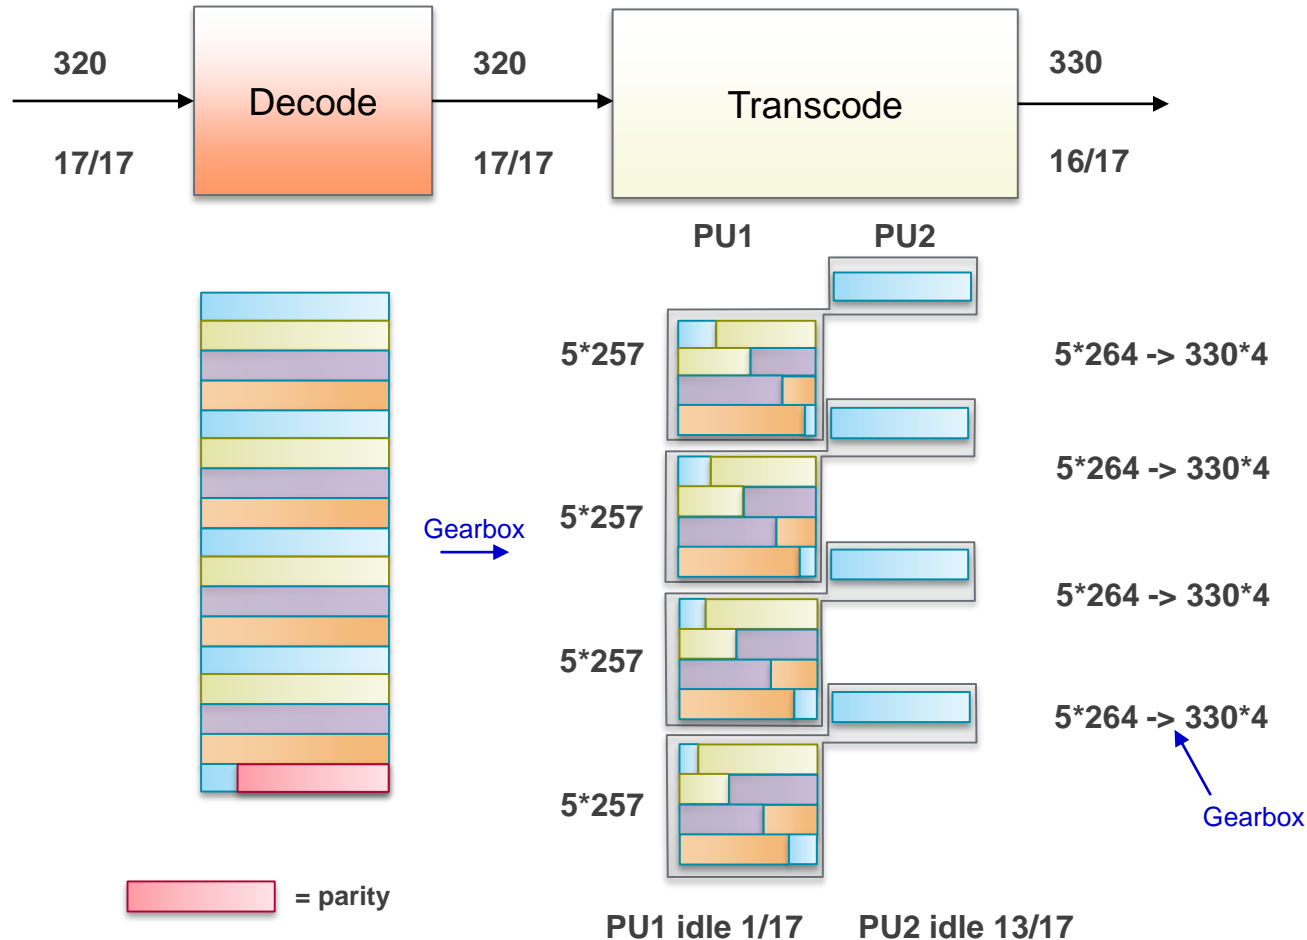 320
320
330
Decode
Transcode
17/17
17/17
16/17
PU1
PU2
5*257
5*264 -> 330*4
5*264 -> 330*4
5*257
Gearbox
5*264 -> 330*4
5*257
5*264 -> 330*4
5*257
Gearbox
= parity
PU1 idle 1/17
PU2 idle 13/17